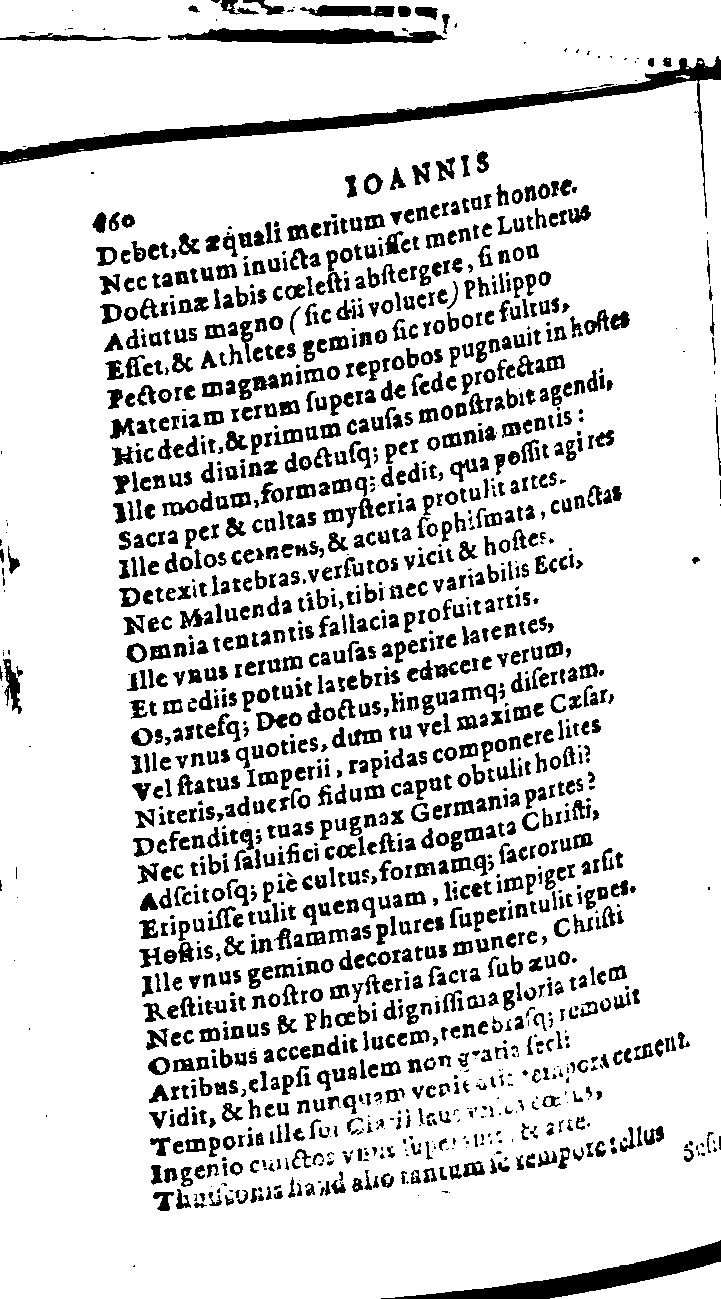 460 IOANNIS
Debet,& æquali meritum veneratur honore.
Nec tantum inuicta potuiſſet mente Lutherus
Doctrinæ labis cœleſti abſtergere, ſi non
Adiutus magno (ſic dii voluere) Philippo
Eſſet,& Athletes gemino ſic robore fultus,
Pectore magnanimo reprobos pugnauit in hoſtes
Materiam rerum ſupera de ſede profectam
Hic dedit,& primum cauſas monſtrabit agendi,
Plenus diuinæ doctuſq; per omnia mentis:
Ille modum,formamq; dedit, qua poſſit agi res
Sacra per & cultas myſteria protulit artes.
Ille dolos cernens,& acuta ſophiſmata, cunctas
Detexit latebras,verſutos vicit & hoſtes.
Nec Maluenda tibi,tibi nec variabilis Ecci,
Omnia tentantis fallacia profuit artis.
Ille vnus rerum cauſas aperire latentes,
Et mediis potuit latebris educere verum,
Os,arteſq; Deo doctus,linguamq; diſertam.
Ille vnus quoties, dum tu vel maxime Cæſar,
Vel ſtatus Imperii, rapidas componere lites
Niteris,aduerſo fidum caput obtulit hoſti?
Defenditq; tuas pugnax Germania partes?
Nec tibi ſaluifici cœleſtia dogmata Chriſti,
Adſcitoſq; piè cultus,formamq; ſacrorum
Eripuiſſe tulit quenquam, licet impiger arſit
Hoſtis,& in flammas plures ſuperintulit ignes.
Ille vnus gemino decoratus munere, Chriſti
Reſtituit noſtro myſteria ſacra ſub æuo.
Nec minus & Phœbi digniſſima gloria talem
Omnibus accendit lucem,tenebraſq; remouit
Artibus,elapſi qualem non gratia ſecli
Vidit, & heu nunquam tempora cernent.
Temporis ille ſui laus
Ingenio cunctos vnus & arte.
haud alio tantum ſe tempore tellus